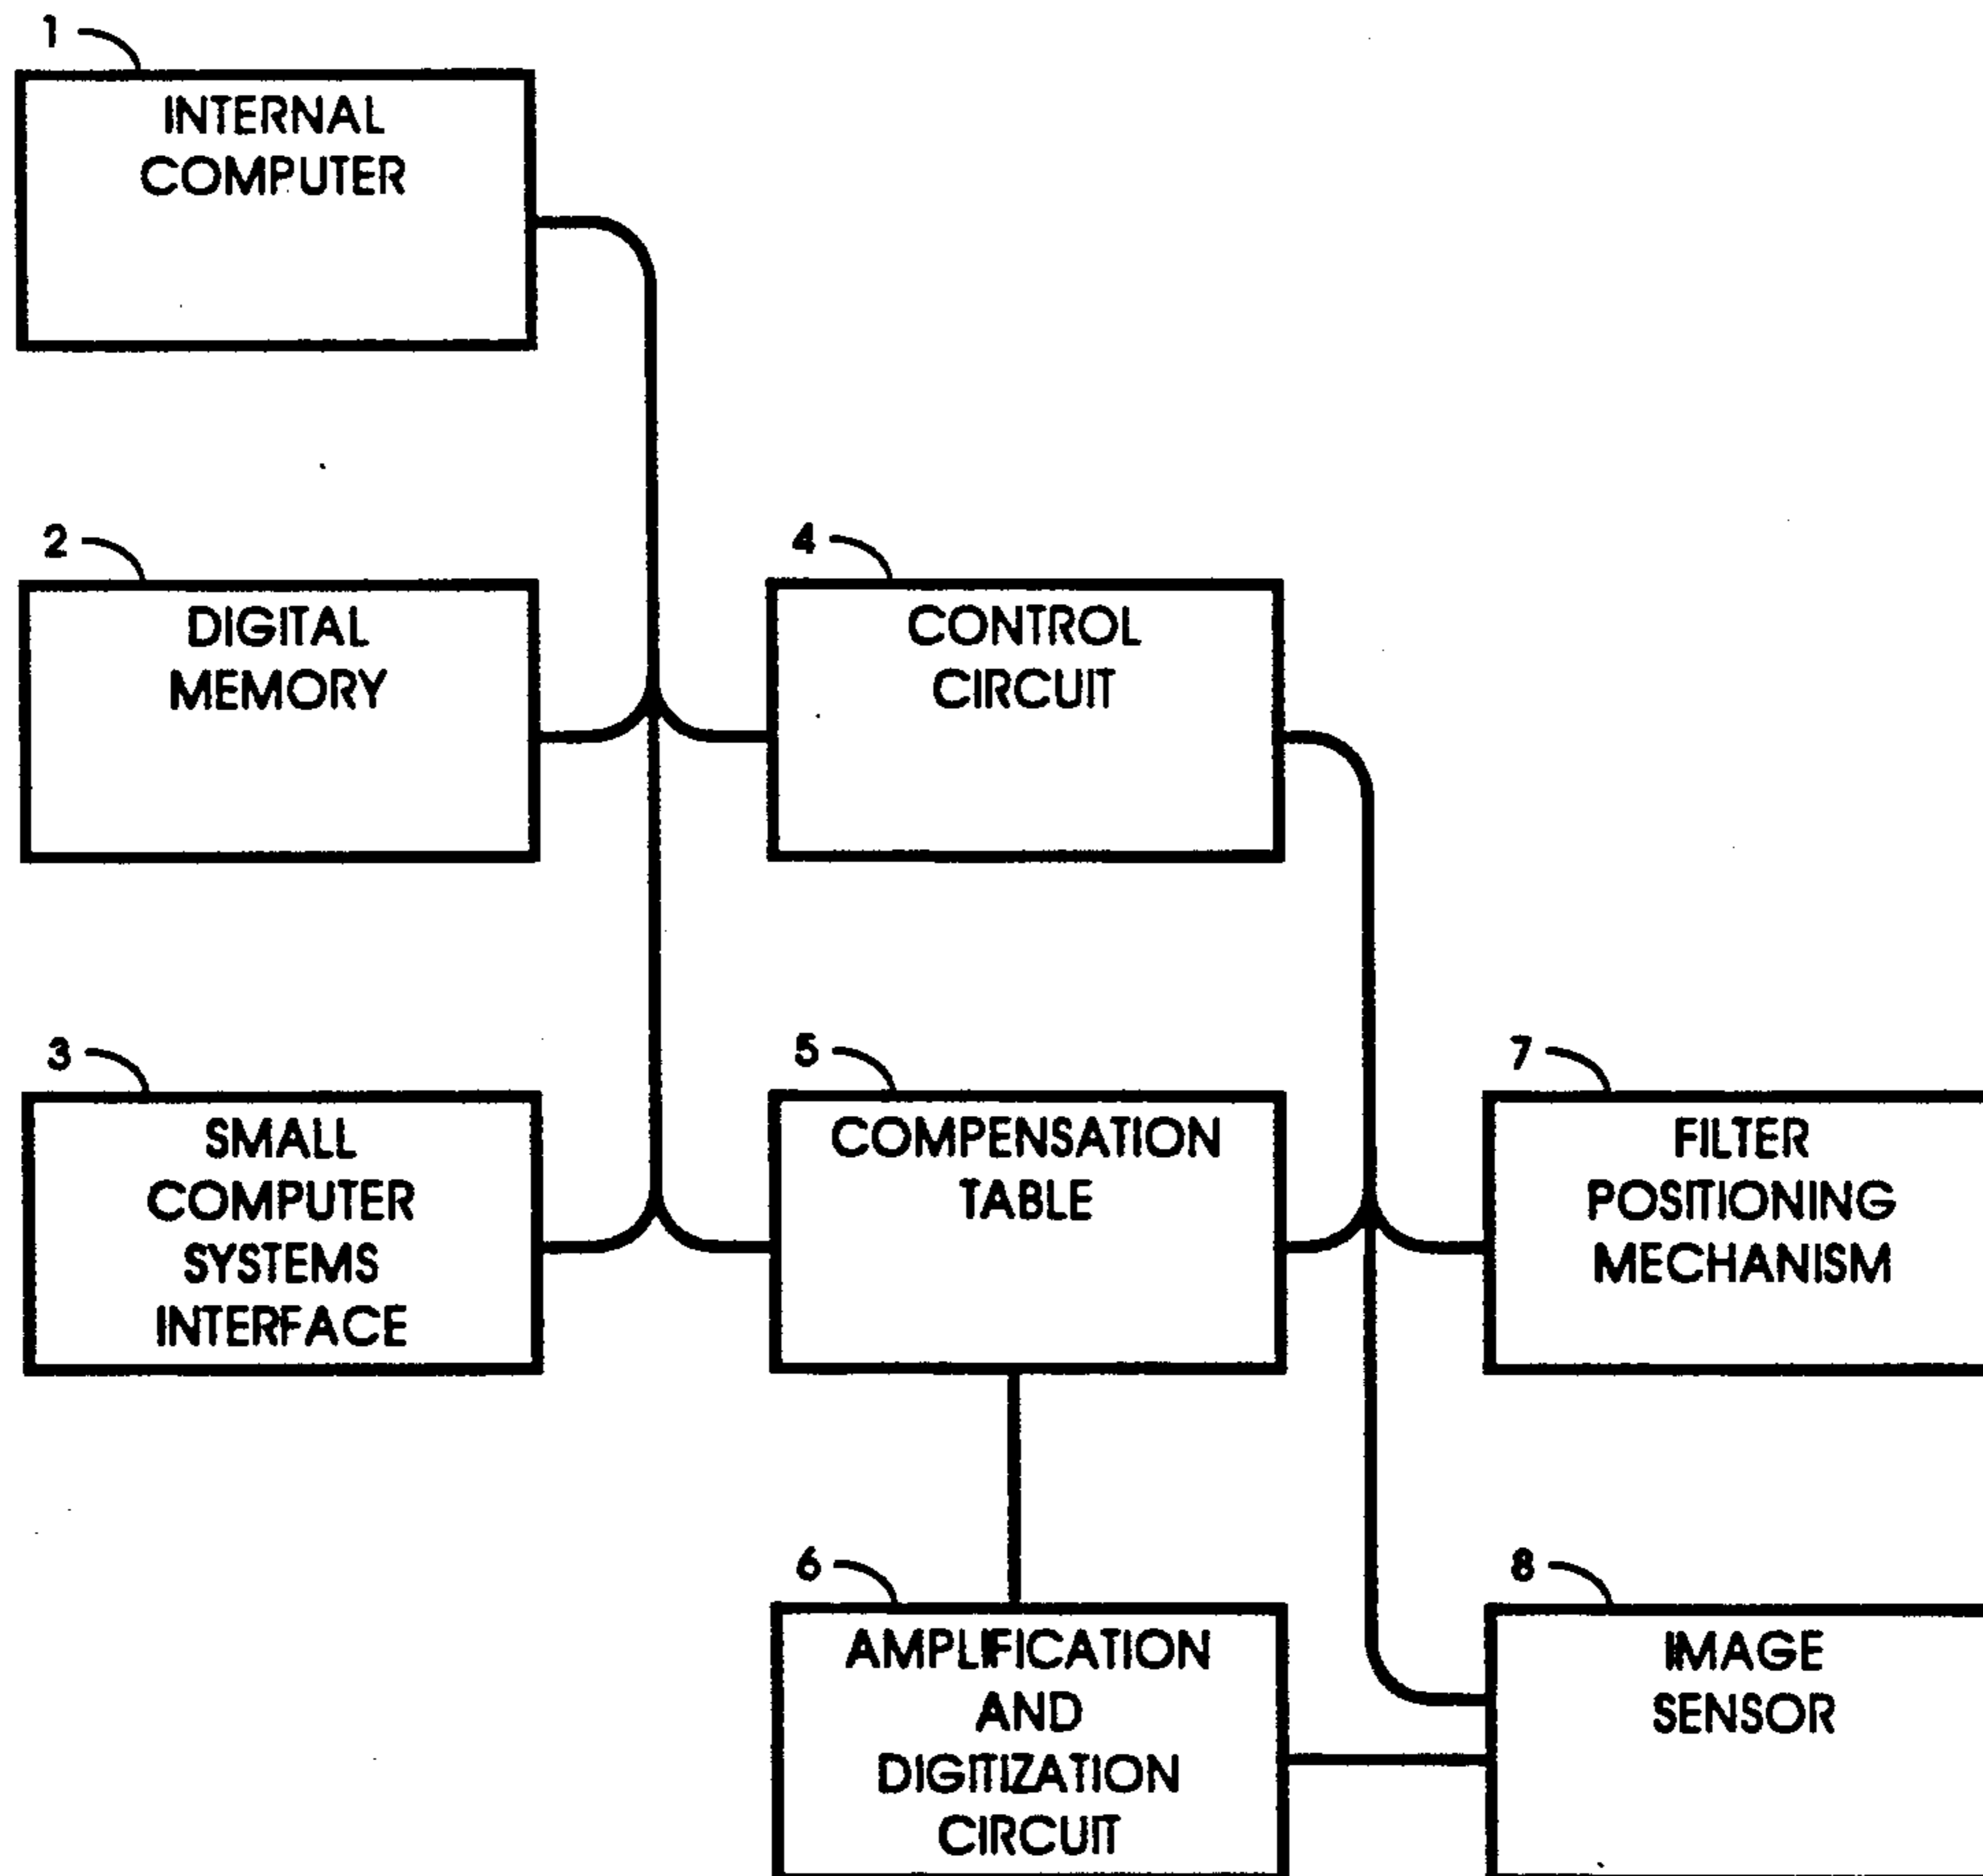 1
INTERNAL
COMPUTER
2
DIGITAL
MEMORY
4
CONTROL
CIRCUIT
3
SMALL
COMPUTER
SYSTEMS
INTERFACE
5
COMPENSATION
TABLE
7
FILTER
POSITIONING
MECHANISM
6
AMPLIFICATION
AND
DIGITIZATION
CIRCUIT
8
IMAGE
SENSOR